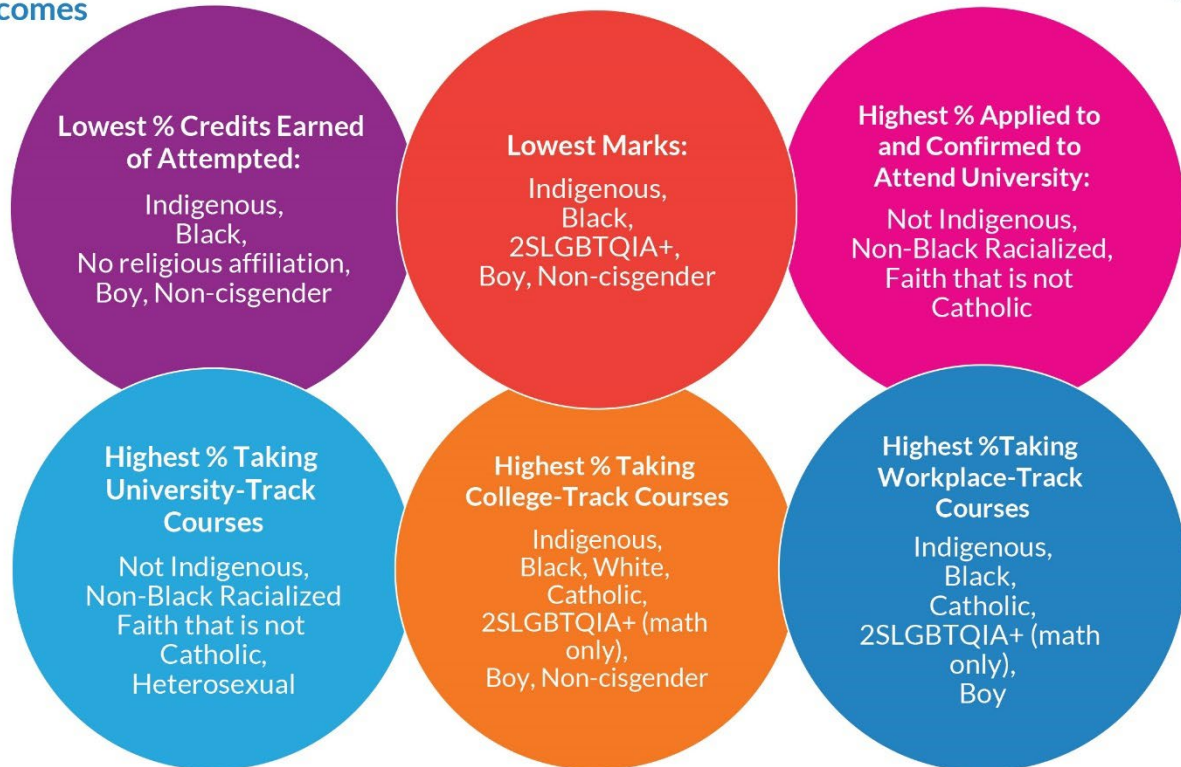 comes
Lowest % Credits Earned
of Attempted:
Indigenous,
Black,
No religious affiliation,
Boy, Non-cisgender
Lowest Marks:
Indigenous,
Black,
2SLGBTQIA+,
Boy, Non-cisgender
Highest % Applied to
and Confirmed to
Attend University:
Not Indigenous,
Non-Black Racialized,
Faith that is not
Catholic
Highest % Taking
University-Track
Courses
Not Indigenous,
Non-Black Racialized
Faith that is not
Catholic,
Heterosexual
Highest % Taking
College-Track Courses
Indigenous,
Black, White,
Catholic,
2SLGBTQIA+ (math
only),
Boy, Non-cisgender
Highest %Taking
Workplace-Track
Courses
Indigenous,
Black,
Catholic,
2SLGBTQIA+ (math
only),
Boy